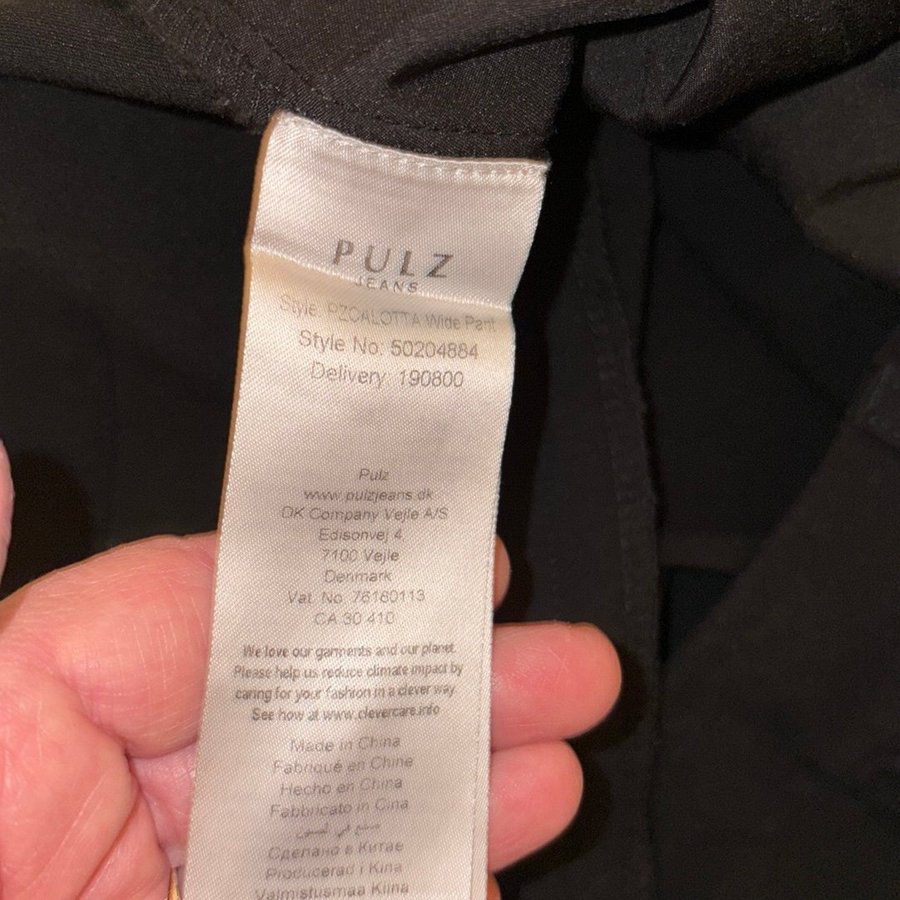 PULZ
JEANS
Style: PZCALOTTA Wide Pant
Style No: 50204884
Delivery: 190800
Pulz
www.pulzjeans.dk
DK Company Vejle A/S
Edisonvej 4
7100 Vejle
Denmark
Vat. No. 76180113
CA 30 410
We love our garments and our planet.
Please help us reduce climate impact by
caring for your fashion in a clever way.
See how at www.clevercare.info
Made in China
Fabriqué en Chine
Hecho en China
Fabbricato in Cina
صنع في الصين
Сделано в Китае
Producerad i Kina
Valmistusmaa Kiina